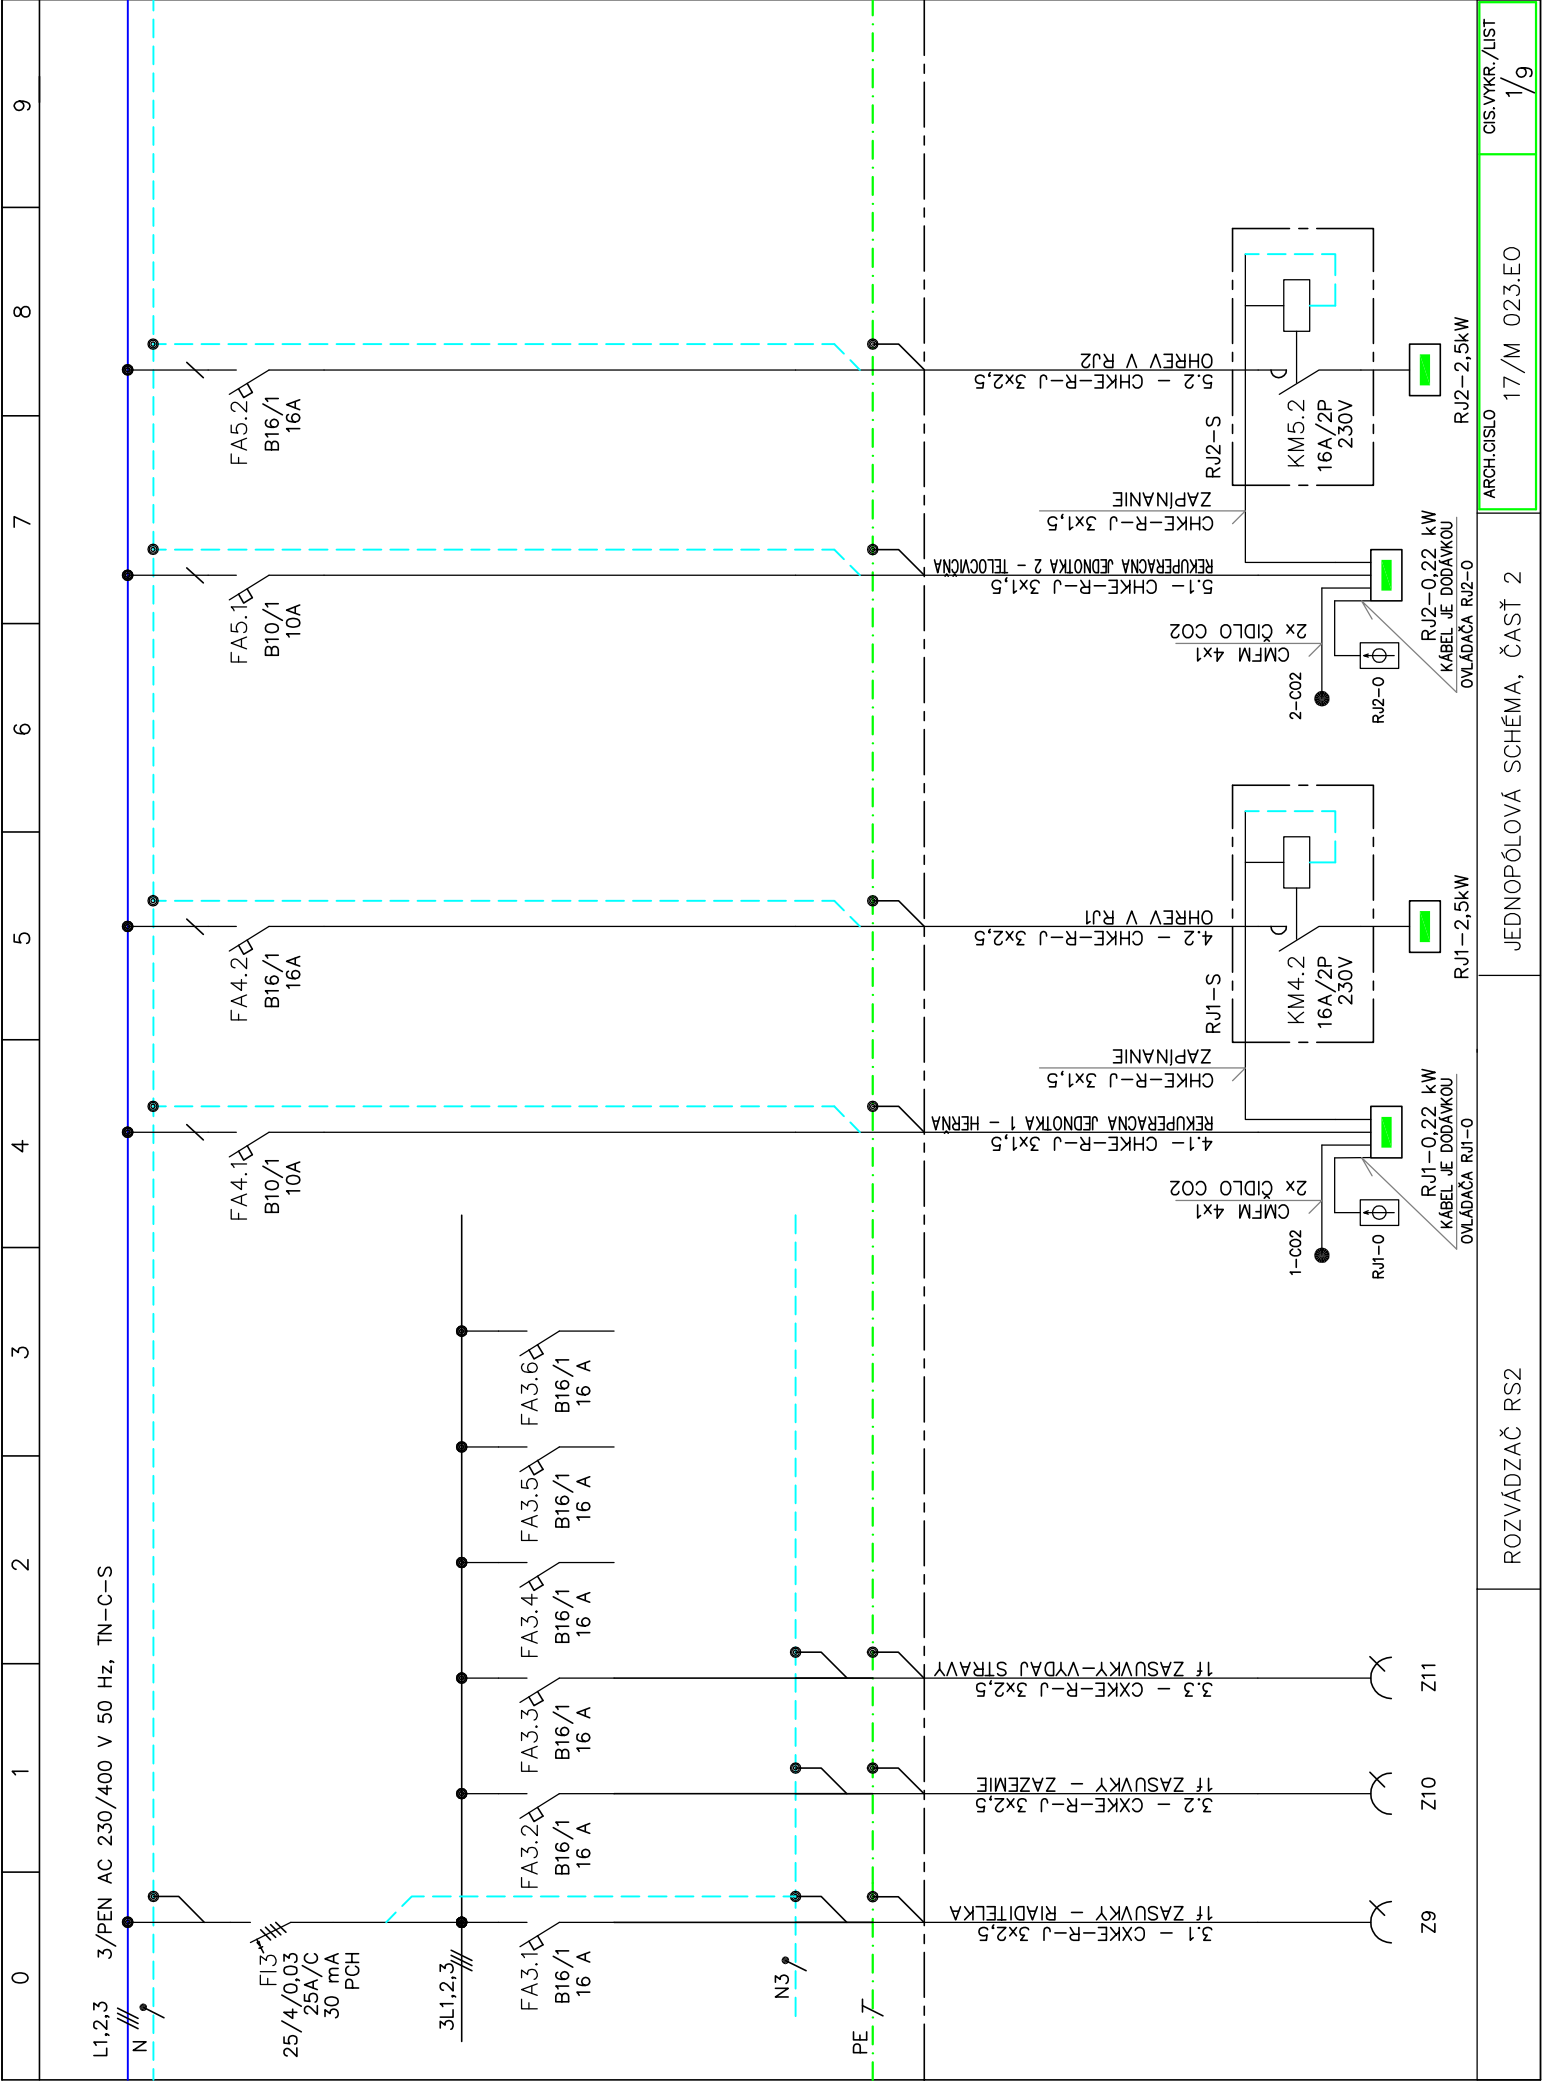 0
1
2
3
4
5
6
7
8
9
L1,2,3
3/PEN AC 230/400 V 50 Hz, TN-C-S
N
FI3
25/4/0,03
25A/C
30 mA
PCH
3L1,2,3
FA3.1
B16/1
16 A
FA3.2
B16/1
16 A
FA3.3
B16/1
16 A
FA3.4
B16/1
16 A
FA3.5
B16/1
16 A
FA3.6
B16/1
16 A
FA4.1
B10/1
10A
FA4.2
B16/1
16A
FA5.1
B10/1
10A
FA5.2
B16/1
16A
N3
PE
3.1 - CXKE-R-J 3x2,5
1f ZASUVKY - RIADITELKA
3.2 - CXKE-R-J 3x2,5
1f ZASUVKY - ZAZEMIE
3.3 - CXKE-R-J 3x2,5
1f ZASUVKY-VYDAJ STRAVY
4.1- CHKE-R-J 3x1,5
REKUPERACNA JEDNOTKA 1 - HERŇA
4.2 - CHKE-R-J 3x2,5
OHREV V RJ1
5.1- CHKE-R-J 3x1,5
REKUPERACNA JEDNOTKA 2 - TELOCVIČŇA
5.2 - CHKE-R-J 3x2,5
OHREV V RJ2
CHKE-R-J 3x1,5
ZAPÍNANIE
CHKE-R-J 3x1,5
ZAPÍNANIE
CMFM 4x1
2x ČIDLO CO2
CMFM 4x1
2x ČIDLO CO2
RJ1-S
KM4.2
16A/2P
230V
RJ2-S
KM5.2
16A/2P
230V
1-CO2
RJ1-O
RJ1-0,22 kW
KÁBEL JE DODÁVKOU
OVLÁDAČA RJ1-O
RJ1-2,5kW
2-CO2
RJ2-O
RJ2-0,22 kW
KÁBEL JE DODÁVKOU
OVLÁDAČA RJ2-O
RJ2-2,5kW
Z9
Z10
Z11
ROZVÁDZAČ RS2
JEDNOPÓLOVÁ SCHÉMA, ČASŤ 2
ARCH.CISLO
17/M 023.EO
CIS.VYKR./LIST
1/9